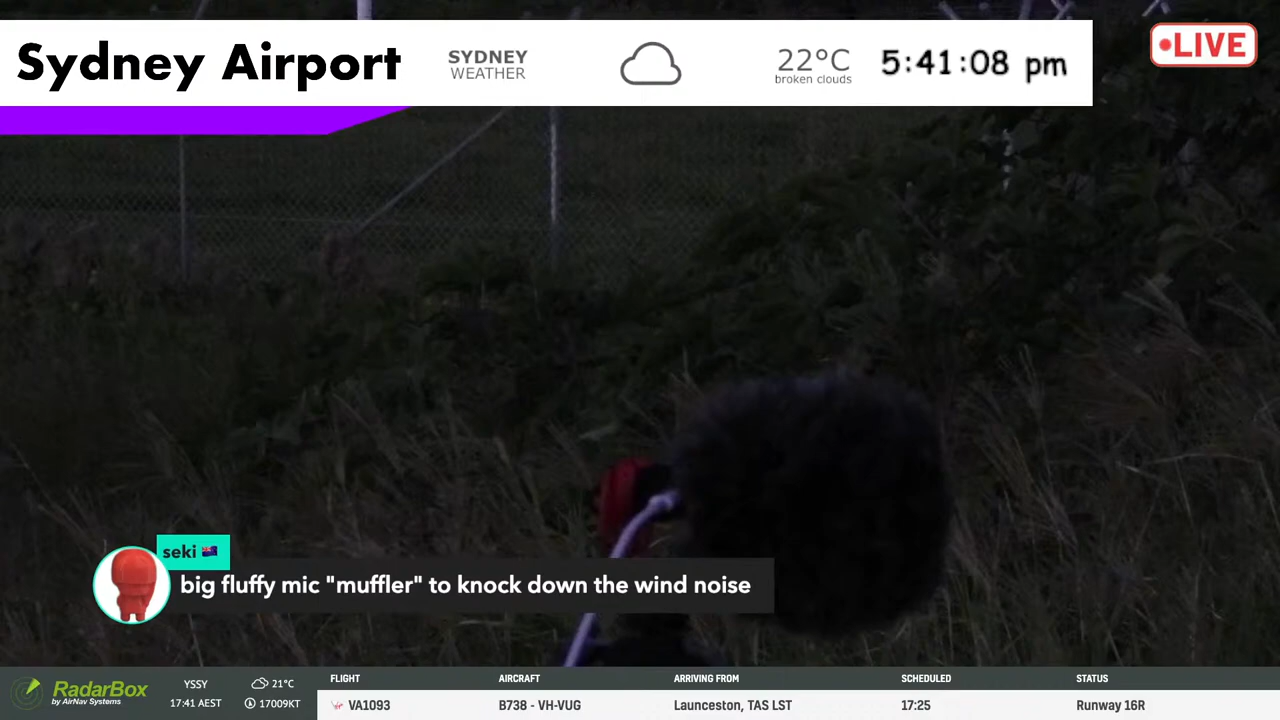 Sydney Airport
SYDNEY
WEATHER
22°C
broken clouds
5:41:08 pm
LIVE
seki
big fluffy mic "muffler" to knock down the wind noise
RadarBox
by AirNav Systems
YSSY
17:41 AEST
21°C
17009KT
FLIGHT AIRCRAFT ARRIVING FROM SCHEDULED STATUS
VA1093 B738 - VH-VUG Launceston, TAS LST 17:25 Runway 16R